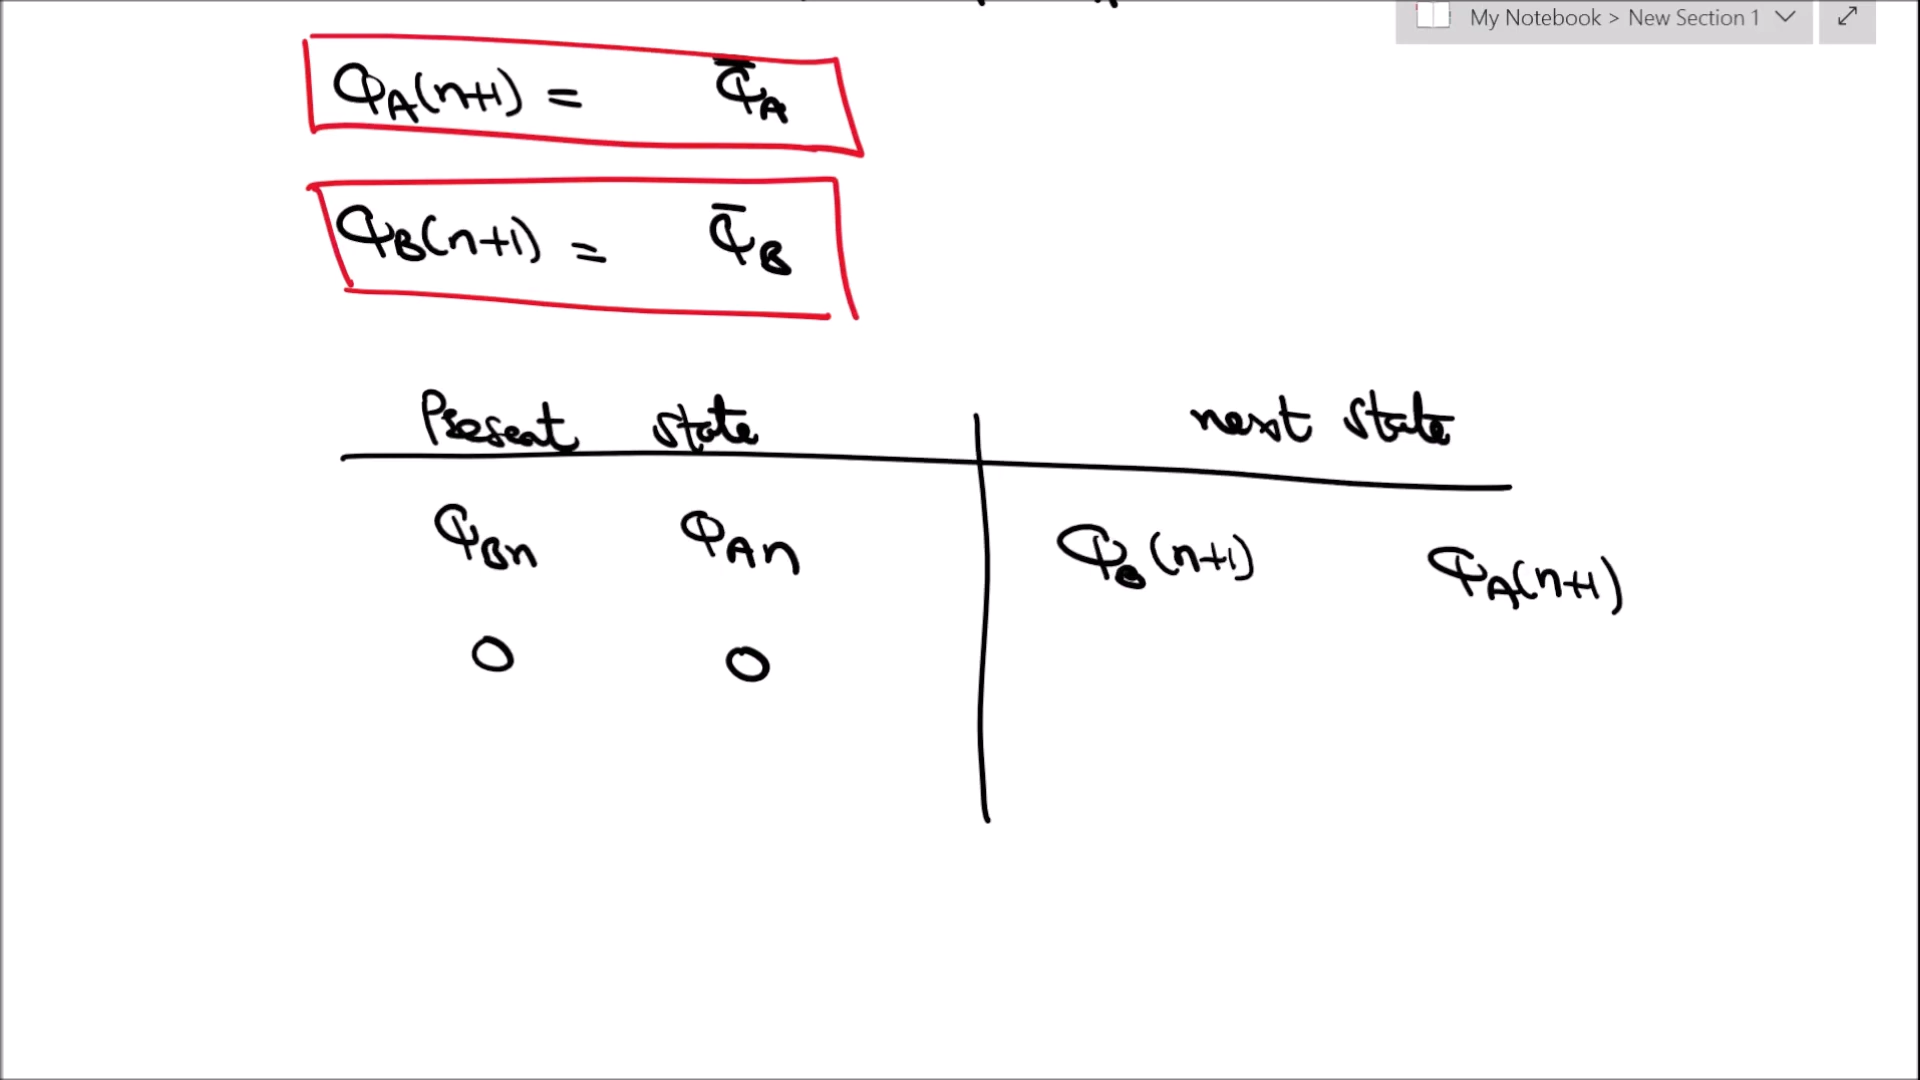 My Notebook > New Section 1
QA(n+1) = Q̅A
QB(n+1) = Q̅B
Present state next state
QBn QAn QB(n+1) QA(n+1)
0 0